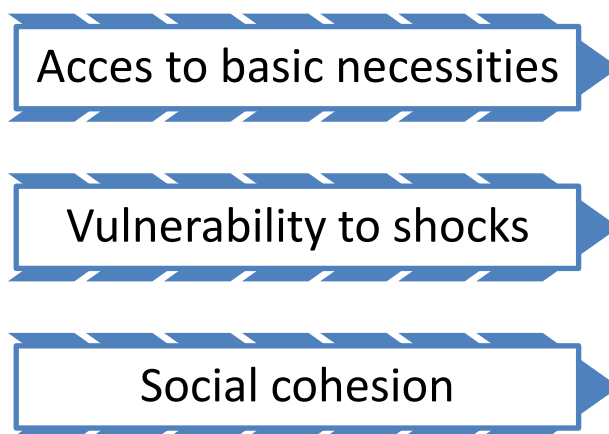 Acces to basic necessities
Vulnerability to shocks
Social cohesion